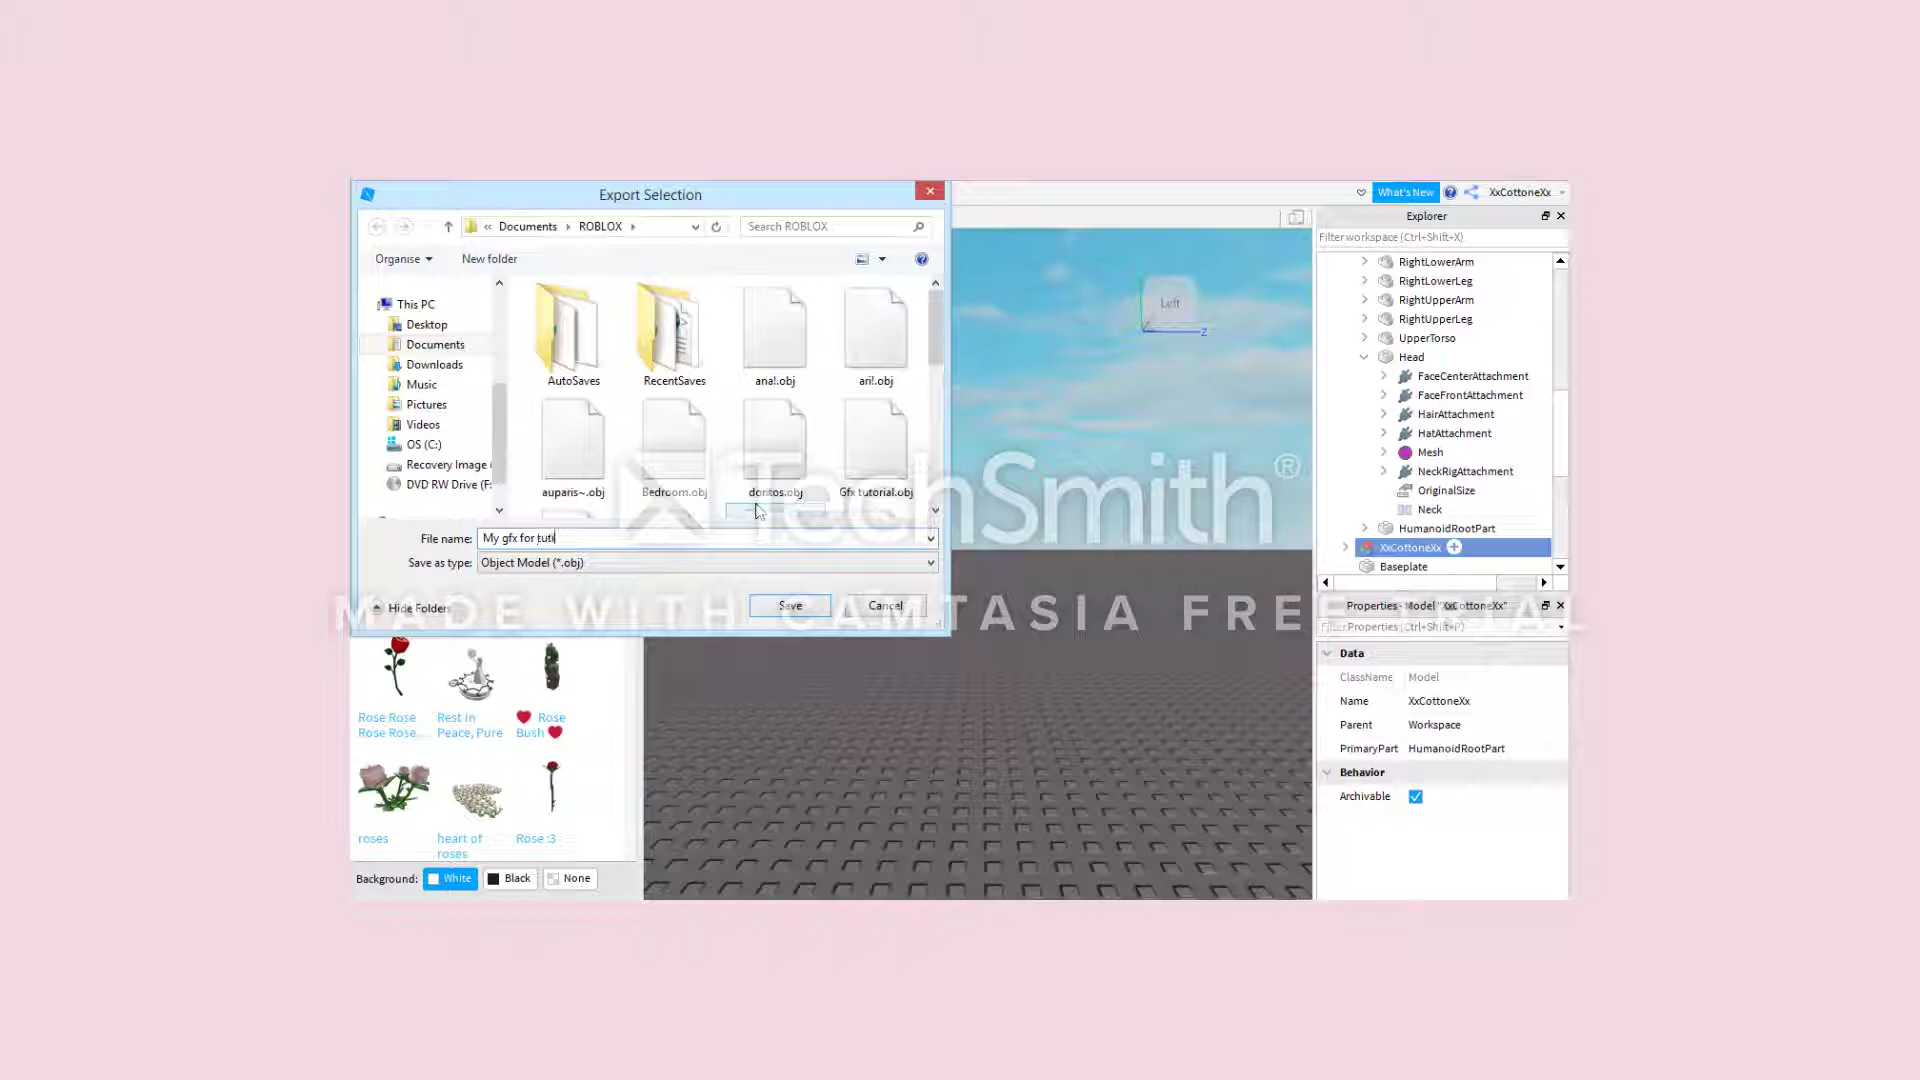 Export Selection
What's New
XxCottoneXx
« Documents ▸ ROBLOX ▸
Search ROBLOX
Organise
New folder
This PC
Desktop
Documents
Downloads
Music
Pictures
Videos
OS (C:)
Recovery Image
DVD RW Drive (F:
AutoSaves
RecentSaves
ana!.obj
ari!.obj
auparis~.obj
Bedroom.obj
doritos.obj
Gfx tutorial.obj
File name:
My gfx for tuti
Save as type:
Object Model (*.obj)
Hide Folders
Save
Cancel
TechSmith®
MADE WITH CAMTASIA FREE TRIAL
Left
Z
Explorer
Filter workspace (Ctrl+Shift+X)
RightLowerArm
RightLowerLeg
RightUpperArm
RightUpperLeg
UpperTorso
Head
FaceCenterAttachment
FaceFrontAttachment
HairAttachment
HatAttachment
Mesh
NeckRigAttachment
OriginalSize
Neck
HumanoidRootPart
XxCottoneXx
Baseplate
Properties - Model "XxCottoneXx"
Filter Properties (Ctrl+Shift+P)
Data
ClassName Model
Name XxCottoneXx
Parent Workspace
PrimaryPart HumanoidRootPart
Behavior
Archivable
Rose Rose
Rose Rose...
Rest in
Peace, Pure
❤ Rose
Bush ❤
roses
heart of
roses
Rose :3
Background: White Black None